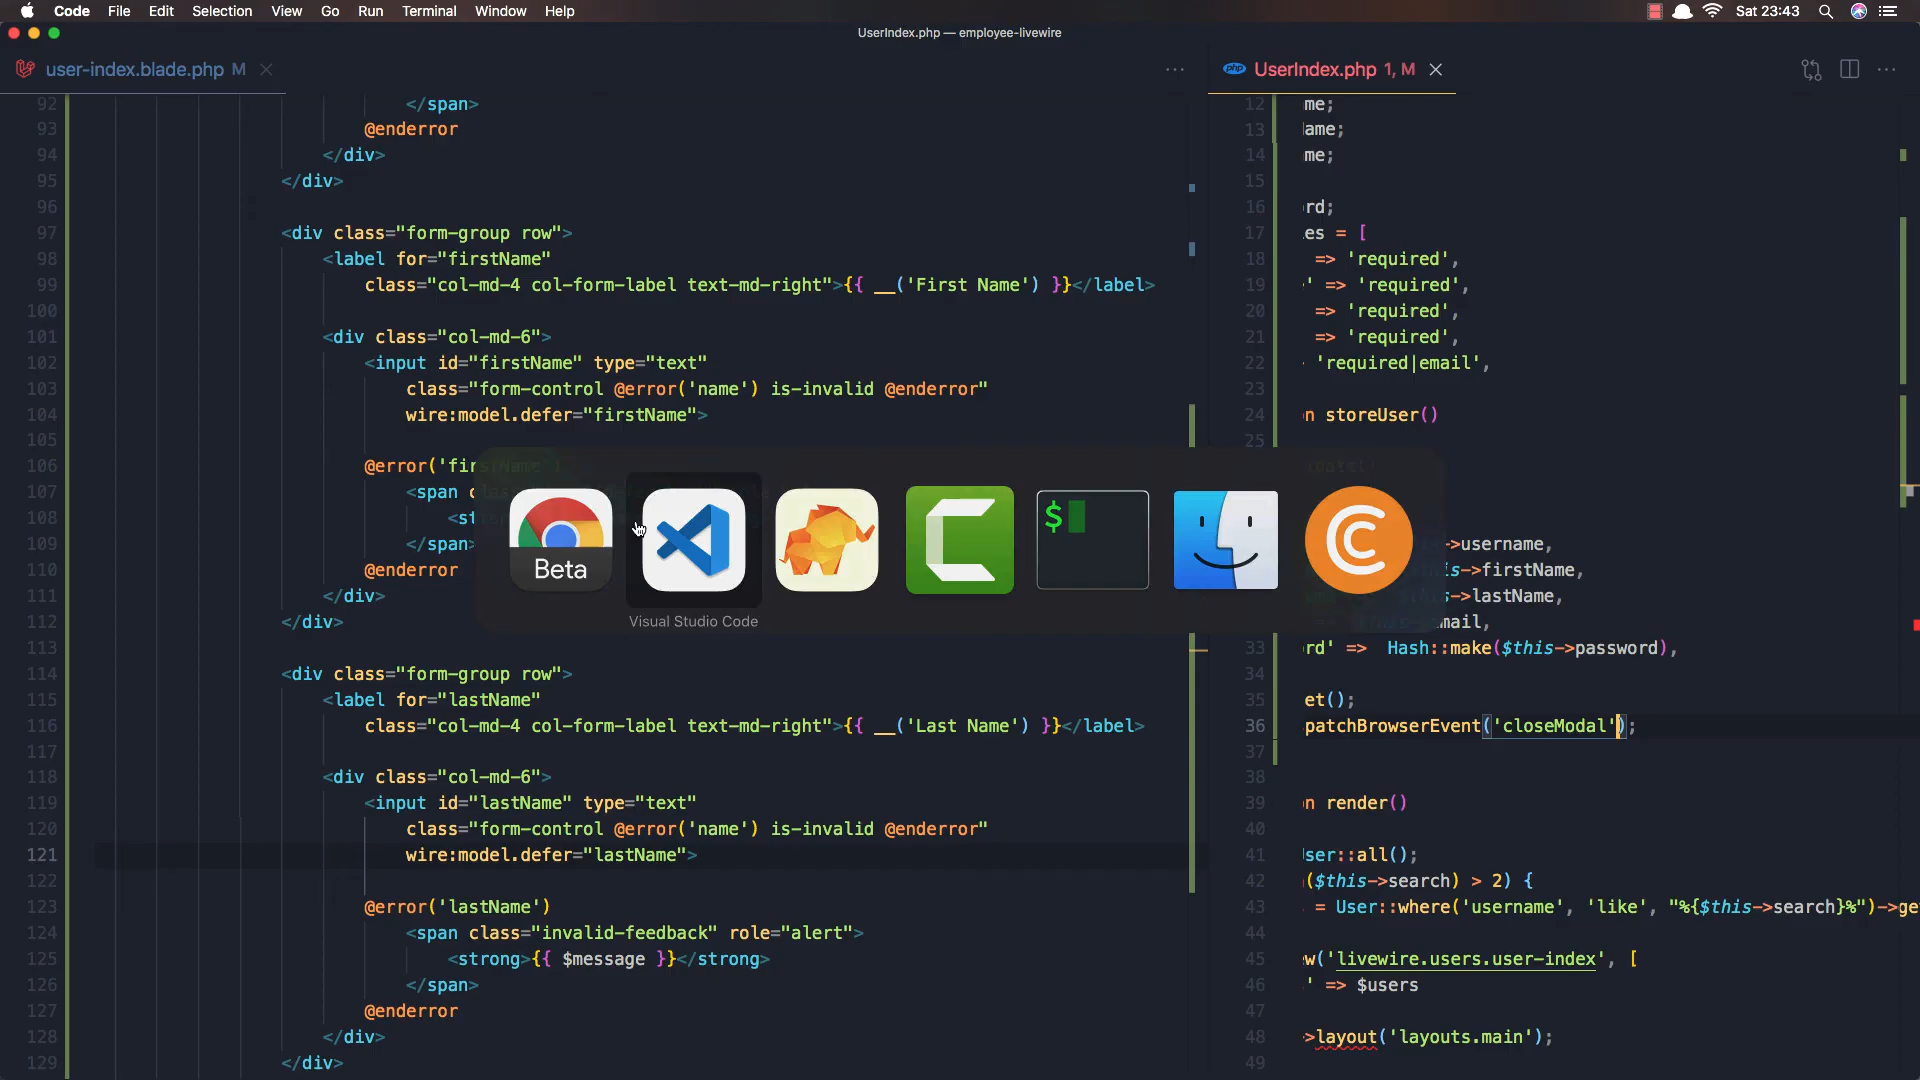 Code File Edit Selection View Go Run Terminal Window Help Sat 23:43
UserIndex.php — employee-livewire
user-index.blade.php M
UserIndex.php 1, M
92 </span>
93 @enderror
94 </div>
95 </div>
96
97 <div class="form-group row">
98 <label for="firstName"
99 class="col-md-4 col-form-label text-md-right">{{ __('First Name') }}</label>
100
101 <div class="col-md-6">
102 <input id="firstName" type="text"
103 class="form-control @error('name') is-invalid @enderror"
104 wire:model.defer="firstName">
105
106 @error('firstName')
107 <span
108
109 </span>
110 @enderror
111 </div>
112 </div>
113
114 <div class="form-group row">
115 <label for="lastName"
116 class="col-md-4 col-form-label text-md-right">{{ __('Last Name') }}</label>
117
118 <div class="col-md-6">
119 <input id="lastName" type="text"
120 class="form-control @error('name') is-invalid @enderror"
121 wire:model.defer="lastName">
122
123 @error('lastName')
124 <span class="invalid-feedback" role="alert">
125 <strong>{{ $message }}</strong>
126 </span>
127 @enderror
128 </div>
129 </div>
Beta
$
Visual Studio Code
12 me;
13 ame;
14 me;
15
16 rd;
17 es = [
18 => 'required',
19 ' => 'required',
20 => 'required',
21 => 'required',
22 'required|email',
23
24 n storeUser()
25
->username,
is->firstName,
s->lastName,
mail,
33 rd' => Hash::make($this->password),
34
35 et();
36 patchBrowserEvent('closeModal');
37
38
39 n render()
40
41 ser::all();
42 ($this->search) > 2) {
43 = User::where('username', 'like', "%{$this->search}%")->ge
44
45 w('livewire.users.user-index', [
46 ' => $users
47
48 >layout('layouts.main');
49